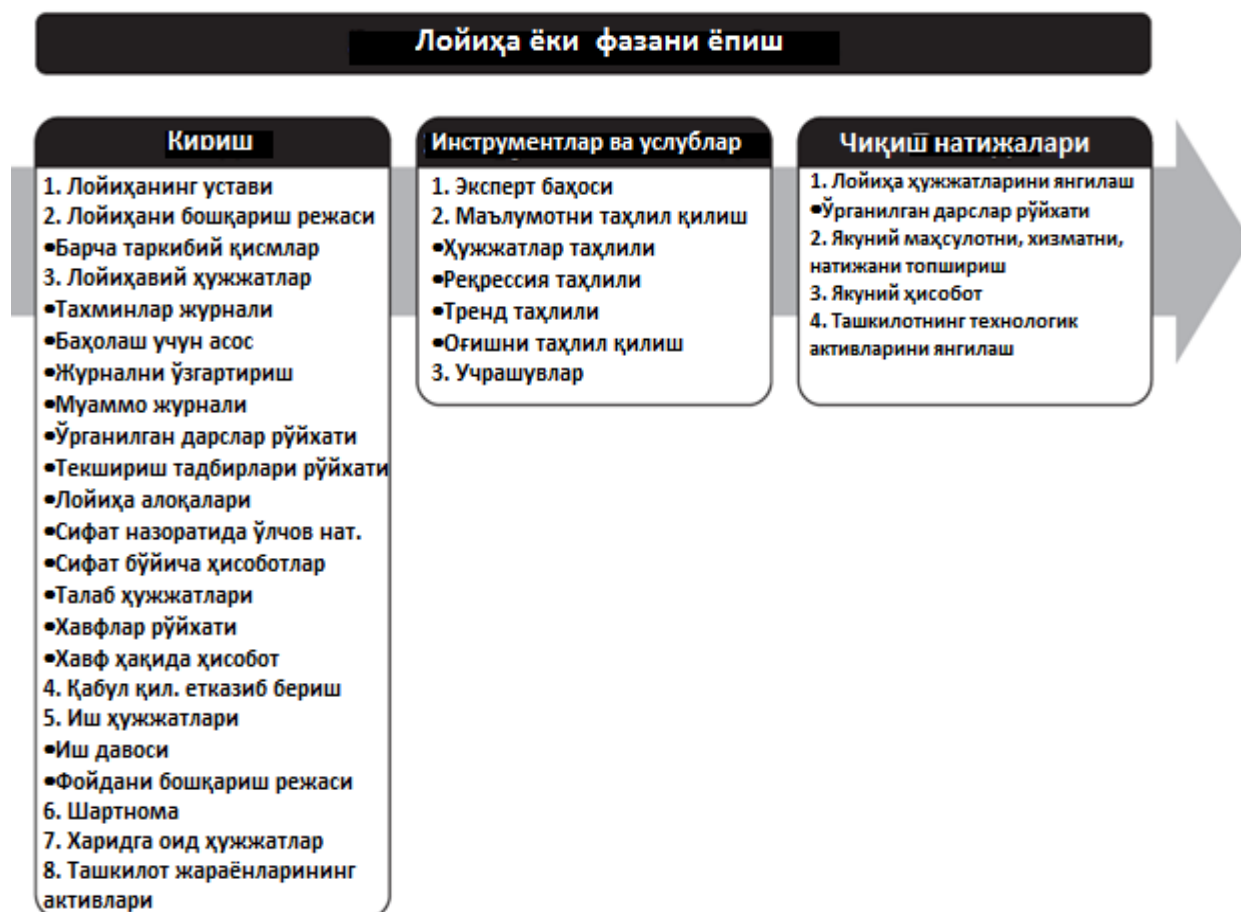 Лойиҳа ёки фазани ёпиш
Кириш
1. Лойиҳанинг устави
2. Лойиҳани бошқариш режаси
•Барча таркибий қисмлар
3. Лойиҳавий ҳужжатлар
•Тахминлар журнали
•Баҳолаш учун асос
•Журнални ўзгартириш
•Муаммо журнали
•Ўрганилган дарслар рўйхати
•Текшириш тадбирлари рўйхати
•Лойиҳа алоқалари
•Сифат назоратида ўлчов нат.
•Сифат бўйича ҳисоботлар
•Талаб ҳужжатлари
•Хавфлар рўйхати
•Хавф ҳақида ҳисобот
4. Қабул қил. етказиб бериш
5. Иш ҳужжатлари
•Иш давоси
•Фойдани бошқариш режаси
6. Шартнома
7. Харидга оид ҳужжатлар
8. Ташкилот жараёнларининг
активлари
Инструментлар ва услублар
1. Эксперт баҳоси
2. Маълумотни таҳлил қилиш
•Ҳужжатлар таҳлили
•Реқрессия таҳлили
•Тренд таҳлили
•Оғишни таҳлил қилиш
3. Учрашувлар
Чиқиш натижалари
1. Лойиҳа ҳужжатларини янгилаш
•Ўрганилган дарслар рўйхати
2. Якуний маҳсулотни, хизматни,
натижани топшириш
3. Якуний ҳисобот
4. Ташкилотнинг технологик
активларини янгилаш